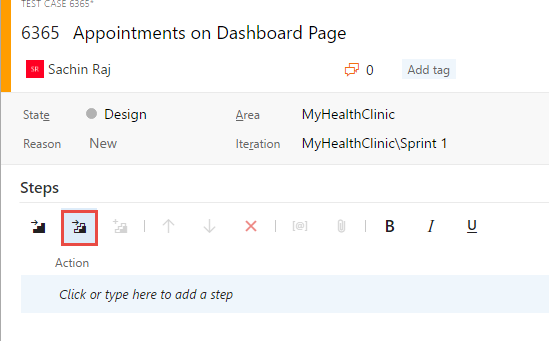 TEST CASE 6365*
6365 Appointments on Dashboard Page
SR Sachin Raj 0 Add tag
State Design Area MyHealthClinic
Reason New Iteration MyHealthClinic\Sprint 1
Steps
[@] B I U
Action
Click or type here to add a step